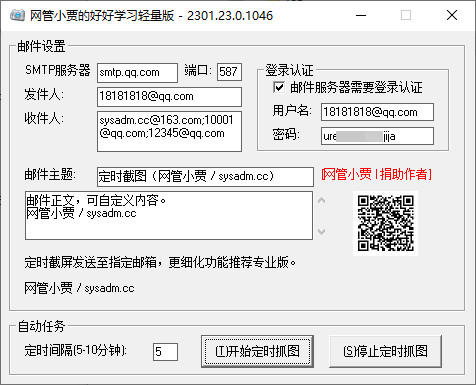 网管小贾的好好学习轻量版 - 2301.23.0.1046
邮件设置
SMTP服务器 smtp.qq.com 端口: 587
发件人: 18181818@qq.com
收件人: sysadm.cc@163.com;10001
@qq.com;12345@qq.com
登录认证
邮件服务器需要登录认证
用户名: 18181818@qq.com
密码: ure jija
邮件主题: 定时截图（网管小贾 / sysadm.cc）
[网管小贾 | 捐助作者]
邮件正文，可自定义内容。
网管小贾 / sysadm.cc
定时截屏发送至指定邮箱，更细化功能推荐专业版。
网管小贾 / sysadm.cc
自动任务
定时间隔(5-10分钟): 5 (T)开始定时抓图 (S)停止定时抓图